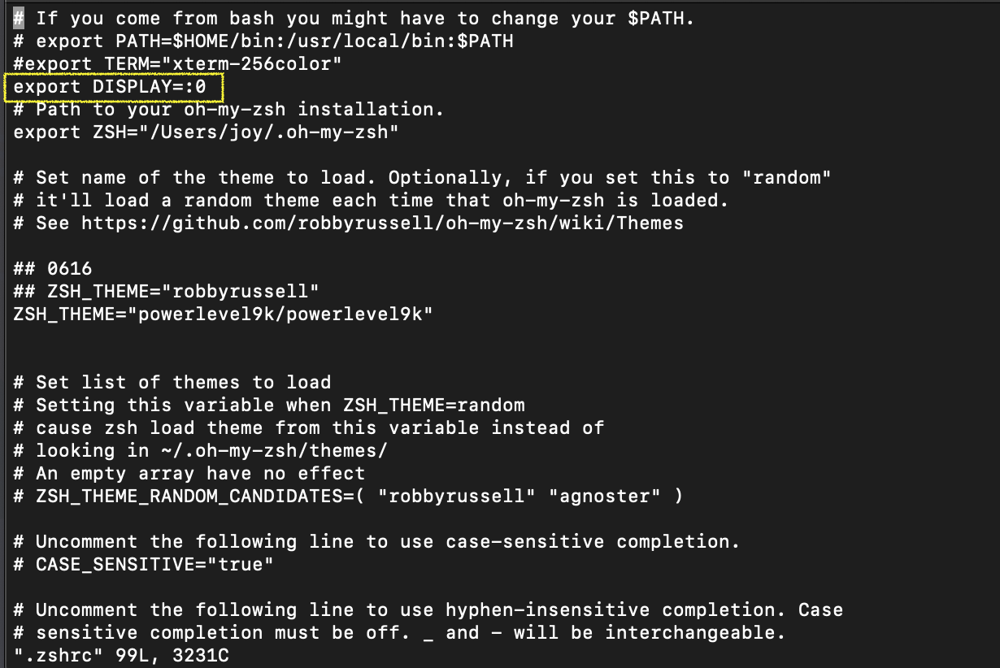 # If you come from bash you might have to change your $PATH.
# export PATH=$HOME/bin:/usr/local/bin:$PATH
#export TERM="xterm-256color"
export DISPLAY=:0
# Path to your oh-my-zsh installation.
export ZSH="/Users/joy/.oh-my-zsh"
# Set name of the theme to load. Optionally, if you set this to "random"
# it'll load a random theme each time that oh-my-zsh is loaded.
# See https://github.com/robbyrussell/oh-my-zsh/wiki/Themes
## 0616
## ZSH_THEME="robbyrussell"
ZSH_THEME="powerlevel9k/powerlevel9k"
# Set list of themes to load
# Setting this variable when ZSH_THEME=random
# cause zsh load theme from this variable instead of
# looking in ~/.oh-my-zsh/themes/
# An empty array have no effect
# ZSH_THEME_RANDOM_CANDIDATES=( "robbyrussell" "agnoster" )
# Uncomment the following line to use case-sensitive completion.
# CASE_SENSITIVE="true"
# Uncomment the following line to use hyphen-insensitive completion. Case
# sensitive completion must be off. _ and - will be interchangeable.
".zshrc" 99L, 3231C